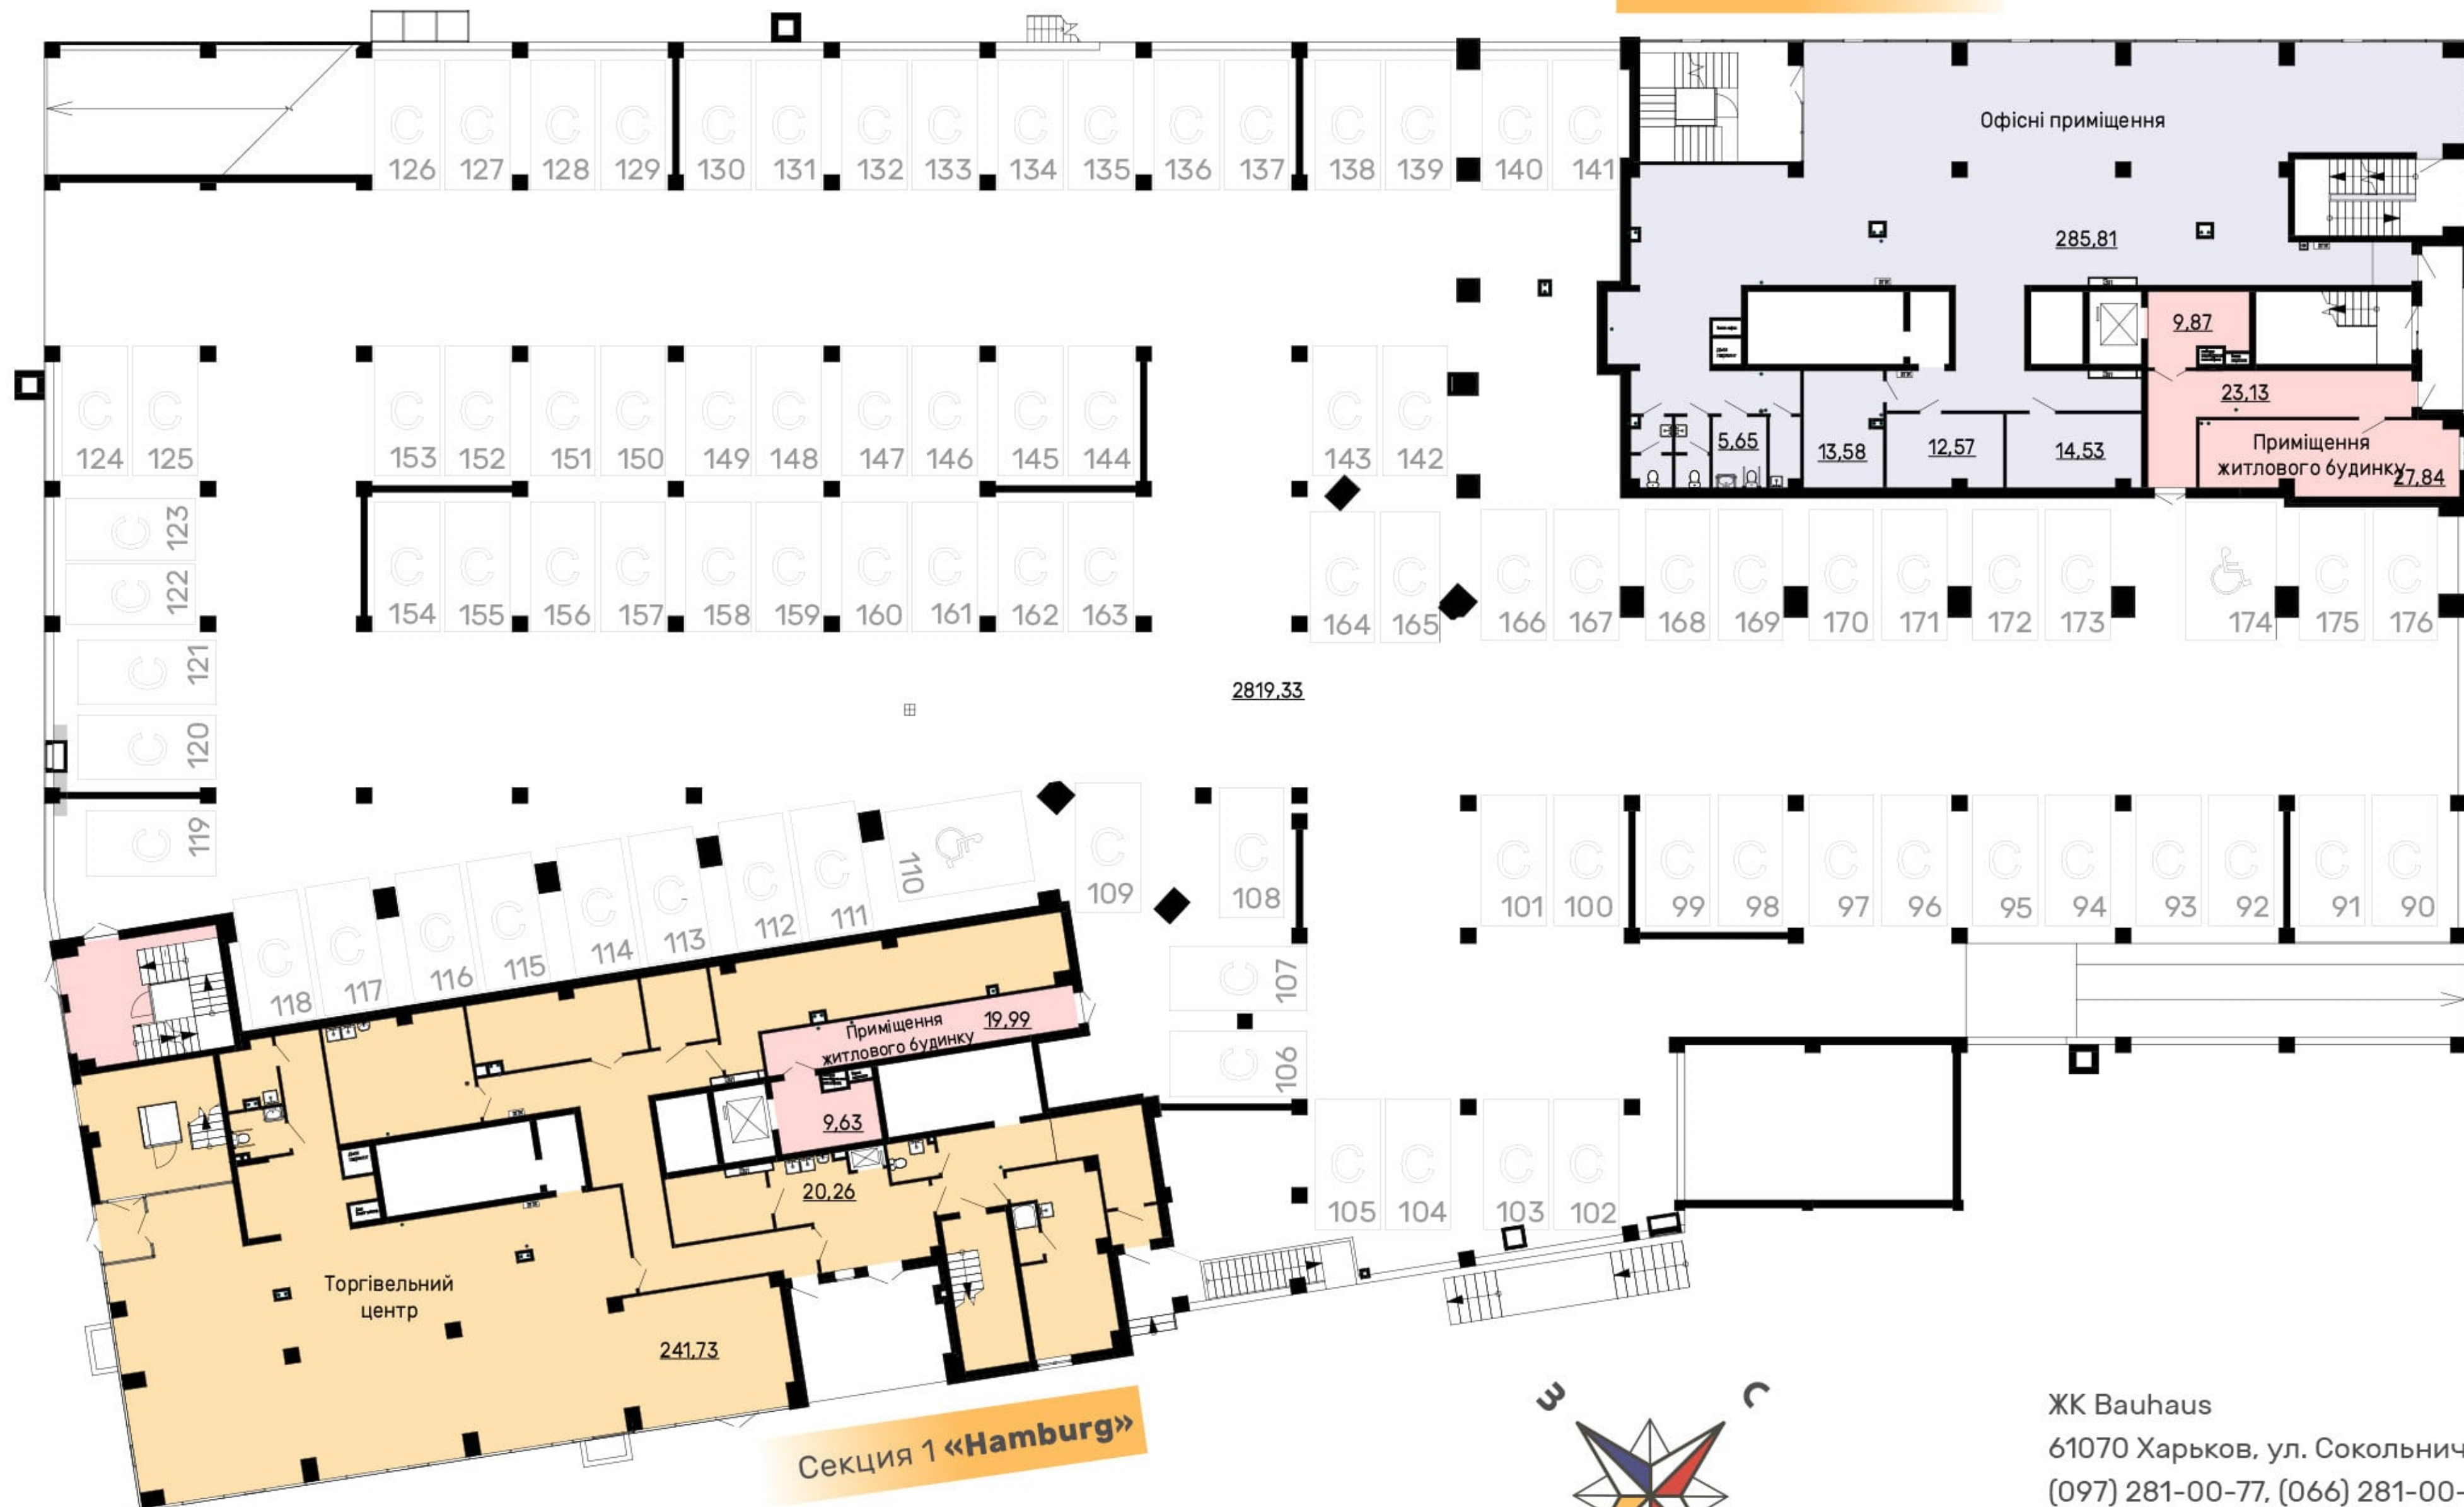 C C C C C C C C C C C C C C C C
126 127 128 129 130 131 132 133 134 135 136 137 138 139 140 141
Офісні приміщення
285,81
9,87
23,13
Приміщення
житлового будинку
27,84
5,65
13,58
12,57
14,53
C C C C C C C C C C C C C C
124 125 153 152 151 150 149 148 147 146 145 144 143 142
C 123
C 122
C C C C C C C C C C C C C C C C C C C C C C
154 155 156 157 158 159 160 161 162 163 164 165 166 167 168 169 170 171 172 173 174 175 176
C 121
2819,33
C 120
C 119
C C C C C C C C
118 117 116 115 114 113 112 111 110
C C C C C C C C C C C C C C
109 108 101 100 99 98 97 96 95 94 93 92 91 90
C 107
C 106
C C C C
105 104 103 102
Приміщення
житлового будинку
19,99
9,63
20,26
Торгівельний
центр
241,73
Секция 1 «Hamburg»
З С
ЖК Bauhaus
61070 Харьков, ул. Сокольнич
(097) 281-00-77, (066) 281-00-